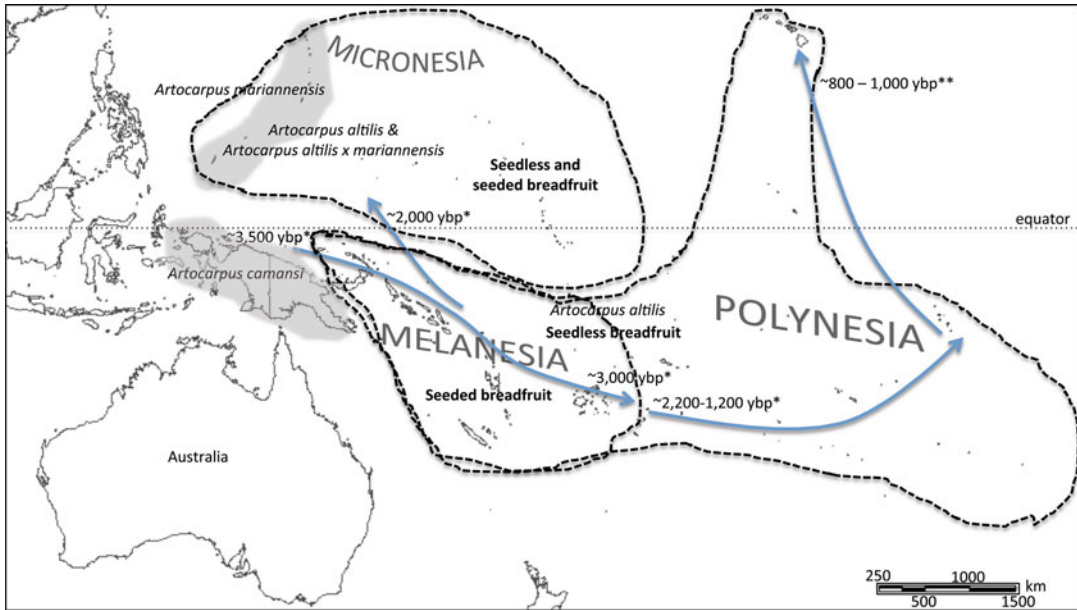 MICRONESIA
Artocarpus mariannensis
~800 – 1,000 ybp**
Artocarpus altilis &
Artocarpus altilis x mariannensis
Seedless and
seeded breadfruit
~2,000 ybp*
equator
~3,500 ybp*
Artocarpus camansi
Artocarpus altilis
Seedless breadfruit
POLYNESIA
MELANESIA
~3,000 ybp*
Seeded breadfruit
~2,200-1,200 ybp*
Australia
250 1000
km
500 1500